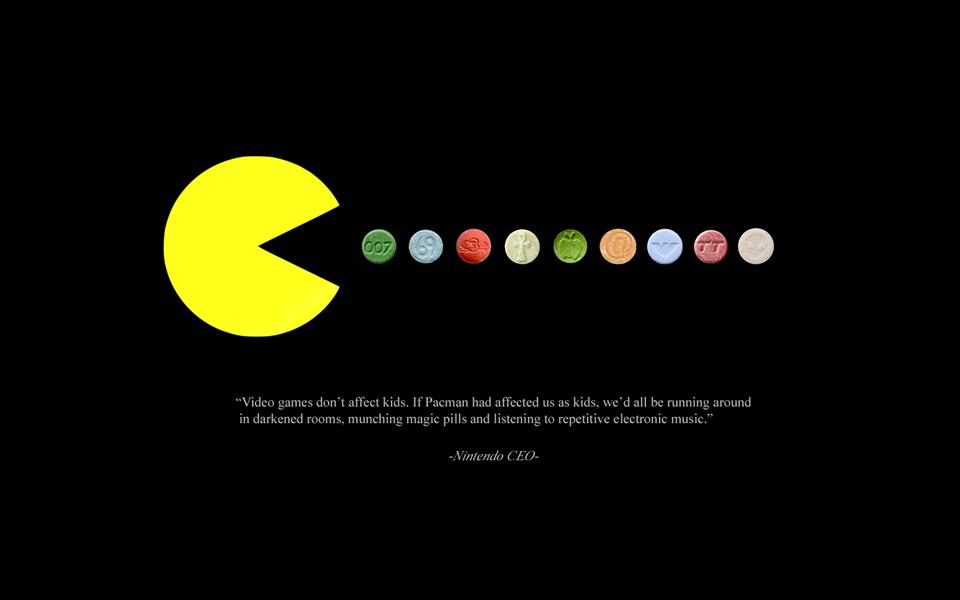 007
69
@
TT
“Video games don’t affect kids. If Pacman had affected us as kids, we’d all be running around
in darkened rooms, munching magic pills and listening to repetitive electronic music.”
-Nintendo CEO-